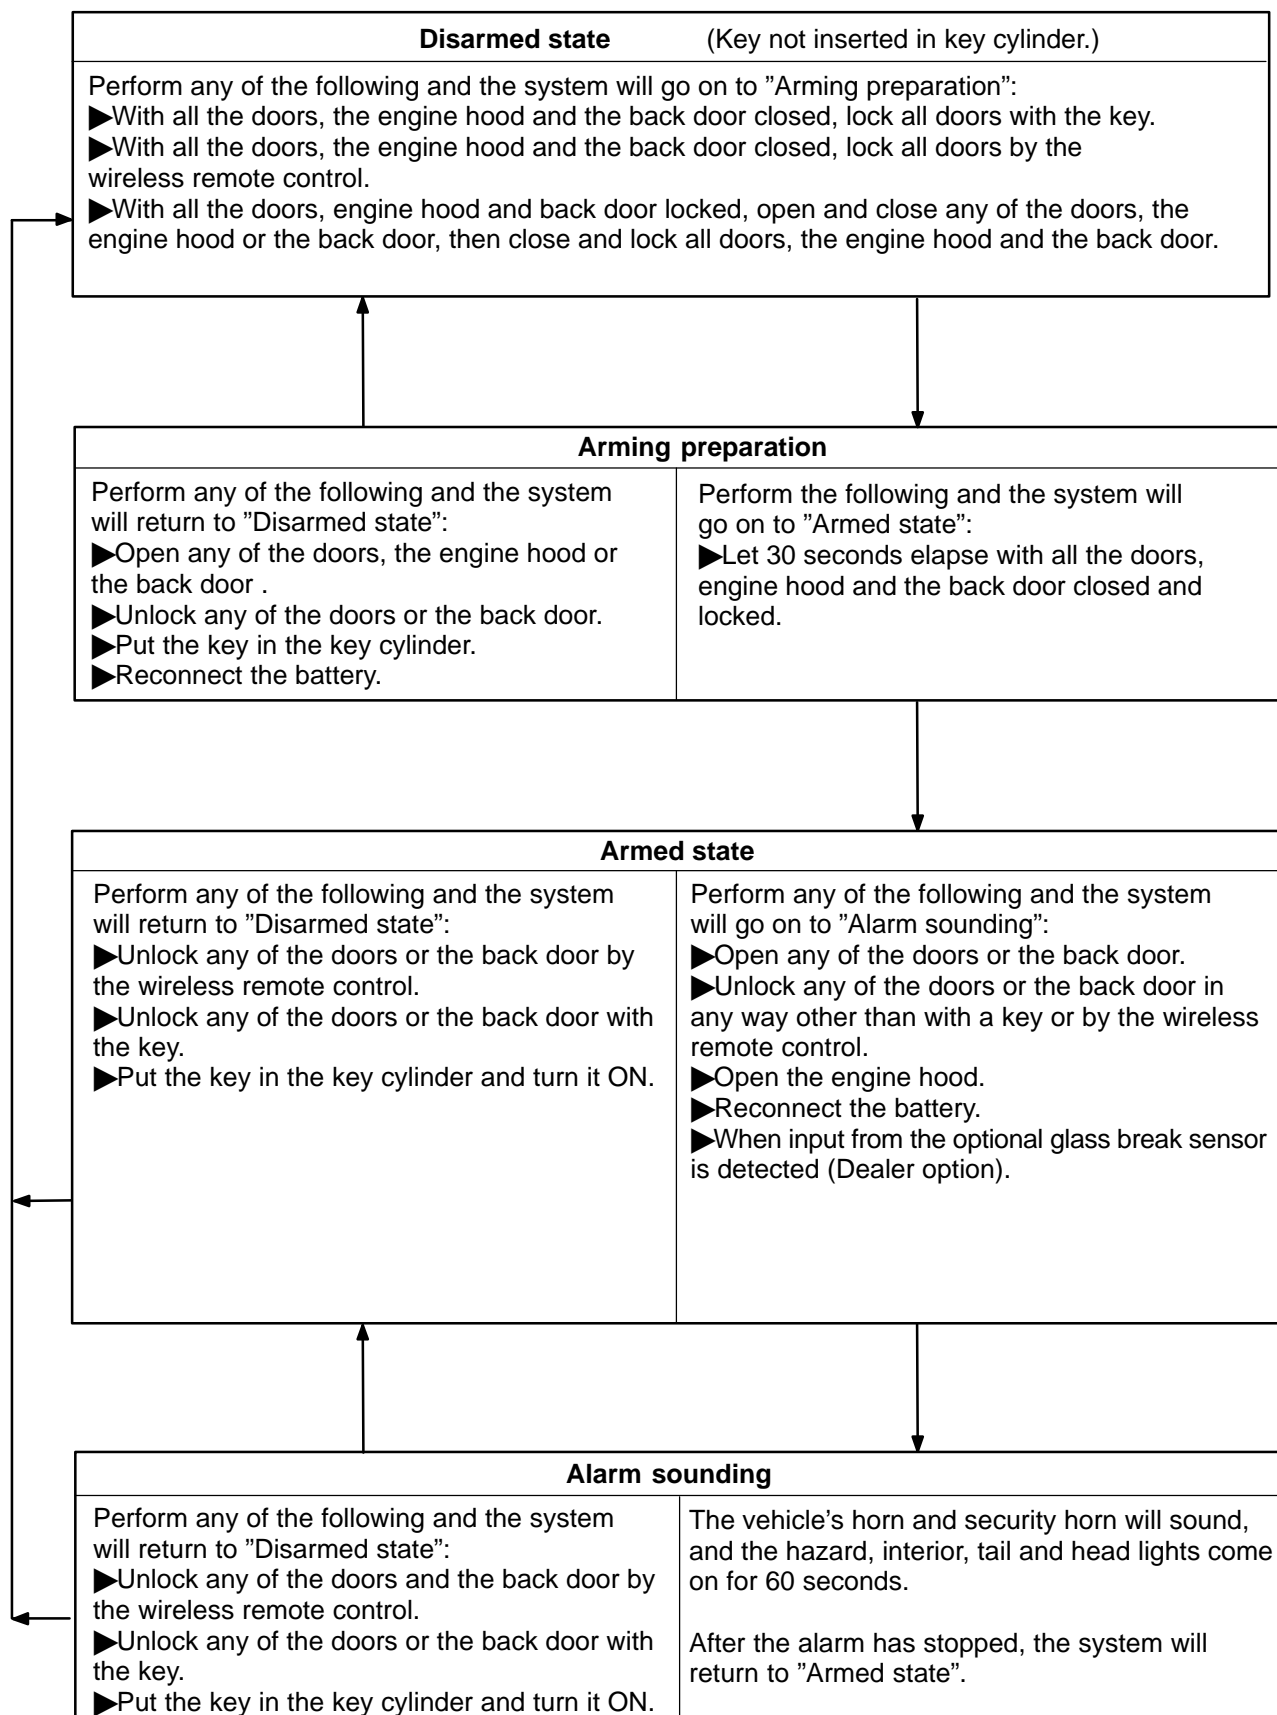 Disarmed state (Key not inserted in key cylinder.)
Perform any of the following and the system will go on to ”Arming preparation”:
▶With all the doors, the engine hood and the back door closed, lock all doors with the key.
▶With all the doors, the engine hood and the back door closed, lock all doors by the
wireless remote control.
▶With all the doors, engine hood and back door locked, open and close any of the doors, the
engine hood or the back door, then close and lock all doors, the engine hood and the back door.
Arming preparation
Perform any of the following and the system
will return to ”Disarmed state”:
▶Open any of the doors, the engine hood or
the back door .
▶Unlock any of the doors or the back door.
▶Put the key in the key cylinder.
▶Reconnect the battery.
Perform the following and the system will
go on to ”Armed state”:
▶Let 30 seconds elapse with all the doors,
engine hood and the back door closed and
locked.
Armed state
Perform any of the following and the system
will return to ”Disarmed state”:
▶Unlock any of the doors or the back door by
the wireless remote control.
▶Unlock any of the doors or the back door with
the key.
▶Put the key in the key cylinder and turn it ON.
Perform any of the following and the system
will go on to ”Alarm sounding”:
▶Open any of the doors or the back door.
▶Unlock any of the doors or the back door in
any way other than with a key or by the wireless
remote control.
▶Open the engine hood.
▶Reconnect the battery.
▶When input from the optional glass break sensor
is detected (Dealer option).
Alarm sounding
Perform any of the following and the system
will return to ”Disarmed state”:
▶Unlock any of the doors and the back door by
the wireless remote control.
▶Unlock any of the doors or the back door with
the key.
▶Put the key in the key cylinder and turn it ON.
The vehicle’s horn and security horn will sound,
and the hazard, interior, tail and head lights come
on for 60 seconds.
After the alarm has stopped, the system will
return to ”Armed state”.